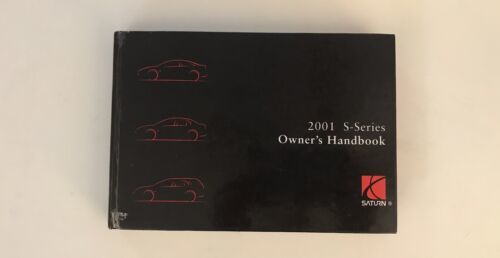 2001 S-Series
Owner's Handbook
SATURN ®